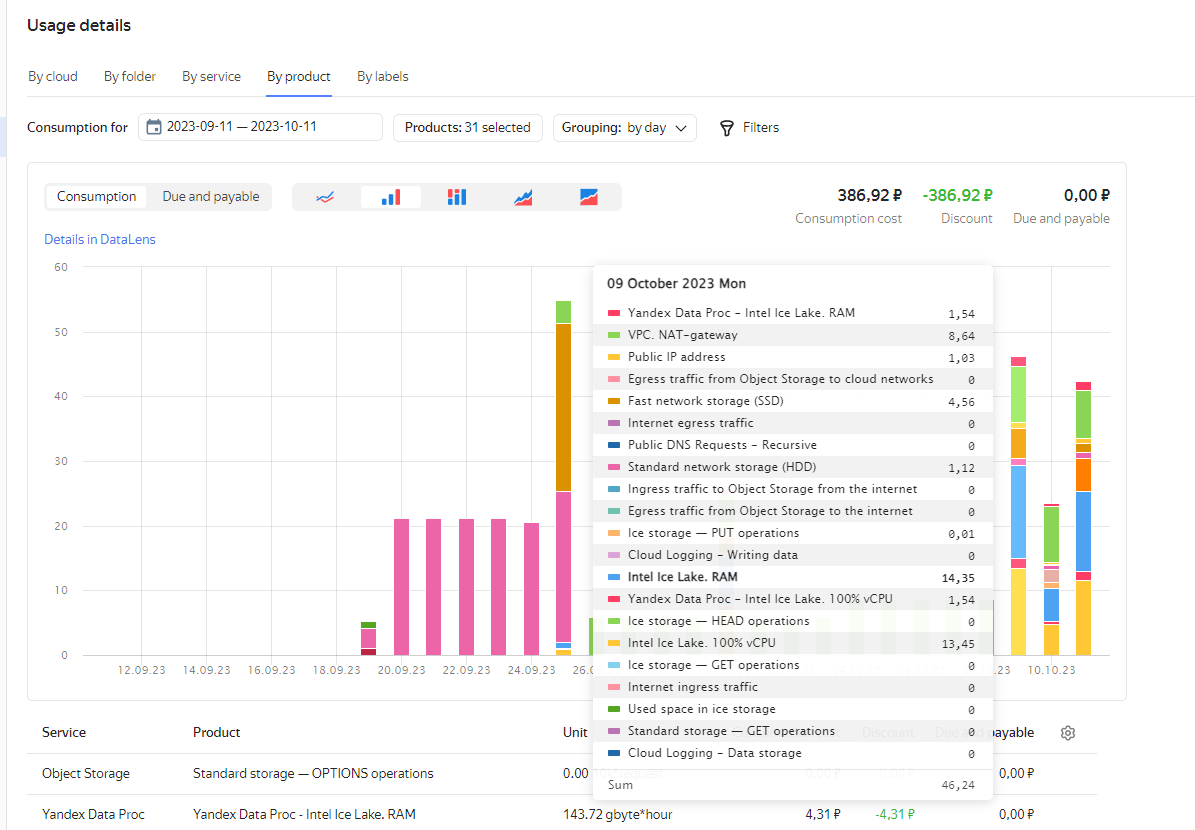 Usage details
By cloud By folder By service By product By labels
Consumption for 2023-09-11 — 2023-10-11 Products: 31 selected Grouping: by day Filters
Consumption Due and payable
386,92 ₽ -386,92 ₽ 0,00 ₽
Consumption cost Discount Due and payable
Details in DataLens
60
50
40
30
20
10
0
12.09.23 14.09.23 16.09.23 18.09.23 20.09.23 22.09.23 24.09.23 26.0 .23 10.10.23
09 October 2023 Mon
Yandex Data Proc - Intel Ice Lake. RAM 1,54
VPC. NAT-gateway 8,64
Public IP address 1,03
Egress traffic from Object Storage to cloud networks 0
Fast network storage (SSD) 4,56
Internet egress traffic 0
Public DNS Requests - Recursive 0
Standard network storage (HDD) 1,12
Ingress traffic to Object Storage from the internet 0
Egress traffic from Object Storage to the internet 0
Ice storage — PUT operations 0,01
Cloud Logging - Writing data 0
Intel Ice Lake. RAM 14,35
Yandex Data Proc - Intel Ice Lake. 100% vCPU 1,54
Ice storage — HEAD operations 0
Intel Ice Lake. 100% vCPU 13,45
Ice storage — GET operations 0
Internet ingress traffic 0
Used space in ice storage 0
Standard storage — GET operations 0
Cloud Logging - Data storage 0
Sum 46,24
Service Product Unit Discount Due and payable
Object Storage Standard storage — OPTIONS operations 0.00 0,00 ₽
Yandex Data Proc Yandex Data Proc - Intel Ice Lake. RAM 143.72 gbyte*hour 4,31 ₽ -4,31 ₽ 0,00 ₽